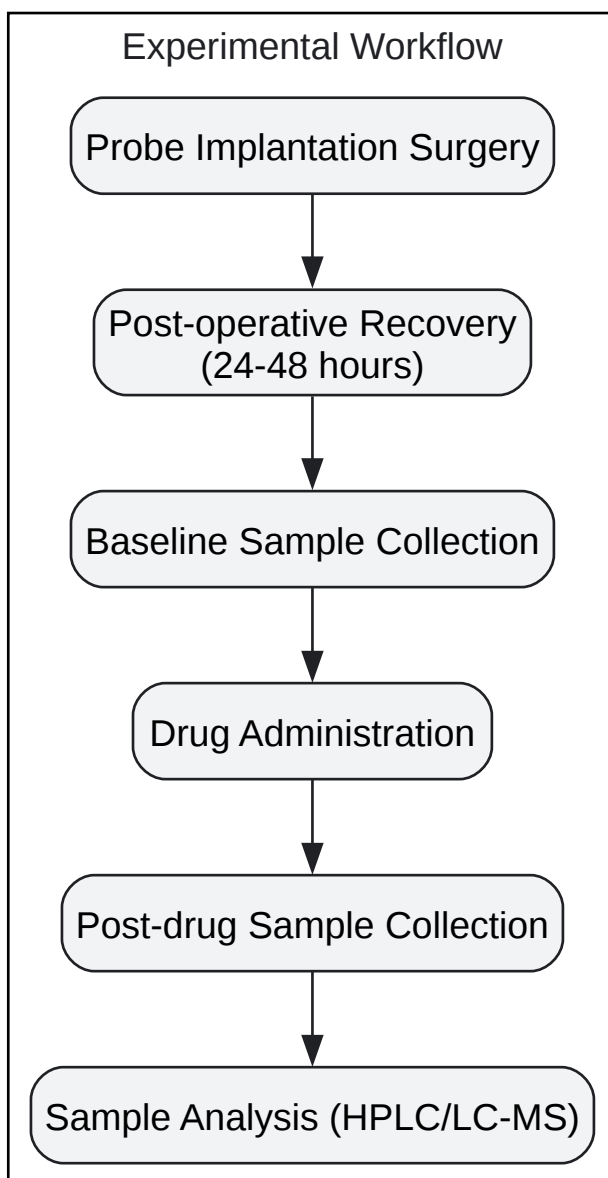 Experimental Workflow
Probe Implantation Surgery
Post-operative Recovery
(24-48 hours)
Baseline Sample Collection
Drug Administration
Post-drug Sample Collection
Sample Analysis (HPLC/LC-MS)